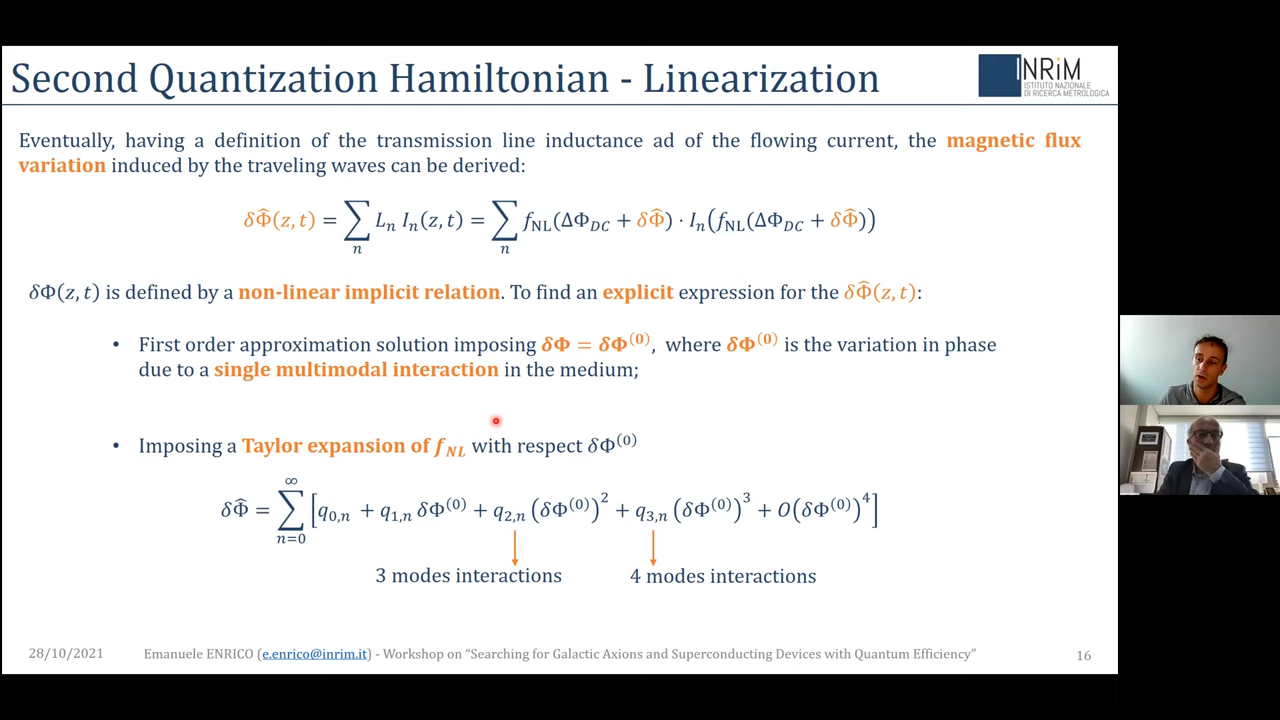 Second Quantization Hamiltonian - Linearization
INRiM
ISTITUTO NAZIONALE
DI RICERCA METROLOGICA
Eventually, having a definition of the transmission line inductance ad of the flowing current, the magnetic flux
variation induced by the traveling waves can be derived:
δΦ̂(z, t) = ∑_n L_n I_n(z, t) = ∑_n f_NL(ΔΦ_DC + δΦ̂) · I_n(f_NL(ΔΦ_DC + δΦ̂))
δΦ(z, t) is defined by a non-linear implicit relation. To find an explicit expression for the δΦ̂(z, t):
• First order approximation solution imposing δΦ = δΦ^(0), where δΦ^(0) is the variation in phase
due to a single multimodal interaction in the medium;
• Imposing a Taylor expansion of f_NL with respect δΦ^(0)
δΦ̂ = ∑_{n=0}^{∞} [q_{0,n} + q_{1,n} δΦ^(0) + q_{2,n} (δΦ^(0))^2 + q_{3,n} (δΦ^(0))^3 + O(δΦ^(0))^4]
3 modes interactions 4 modes interactions
28/10/2021 Emanuele ENRICO (e.enrico@inrim.it) - Workshop on “Searching for Galactic Axions and Superconducting Devices with Quantum Efficiency” 16